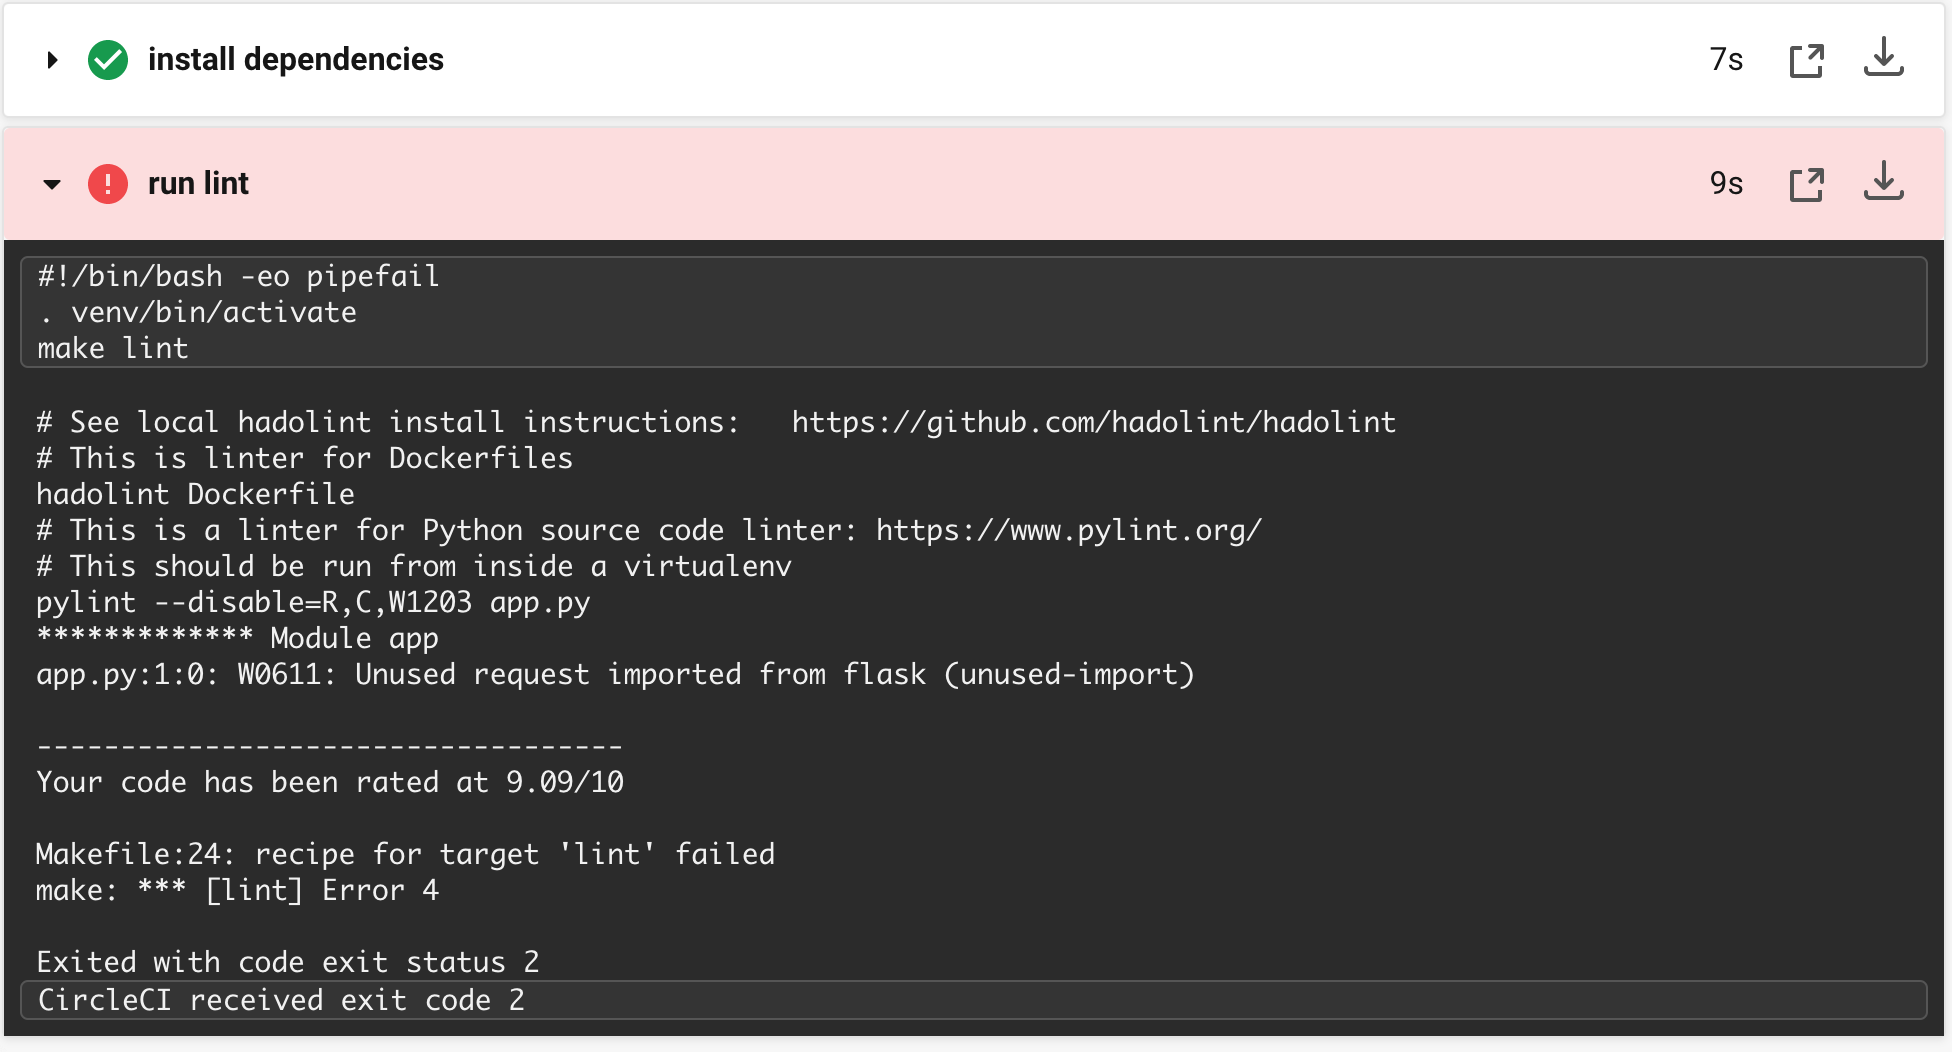 install dependencies 7s
run lint 9s
#!/bin/bash -eo pipefail
. venv/bin/activate
make lint
# See local hadolint install instructions:   https://github.com/hadolint/hadolint
# This is linter for Dockerfiles
hadolint Dockerfile
# This is a linter for Python source code linter: https://www.pylint.org/
# This should be run from inside a virtualenv
pylint --disable=R,C,W1203 app.py
************* Module app
app.py:1:0: W0611: Unused request imported from flask (unused-import)
-----------------------------------
Your code has been rated at 9.09/10
Makefile:24: recipe for target 'lint' failed
make: *** [lint] Error 4
Exited with code exit status 2
CircleCI received exit code 2